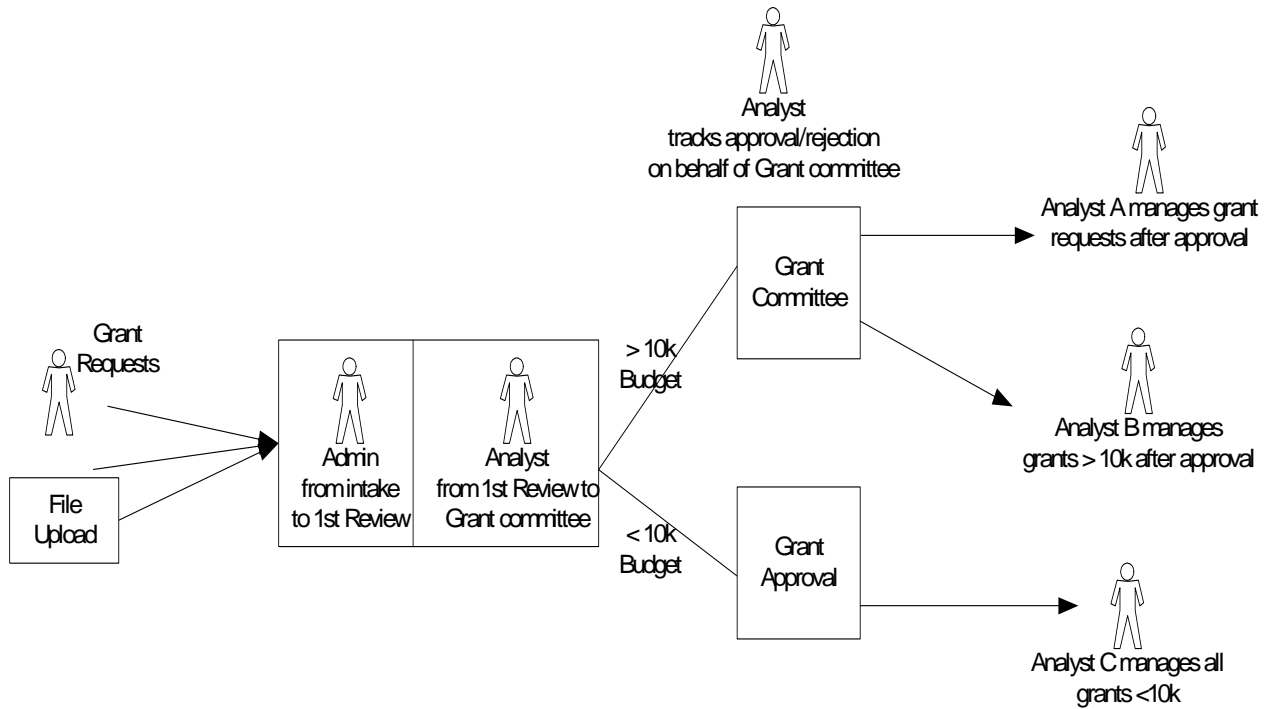 Grant
Requests
File
Upload
Admin
from intake
to 1st Review
Analyst
from 1st Review to
Grant committee
> 10k
Budget
< 10k
Budget
Analyst
tracks approval/rejection
on behalf of Grant committee
Grant
Committee
Grant
Approval
Analyst A manages grant
requests after approval
Analyst B manages
grants > 10k after approval
Analyst C manages all
grants <10k